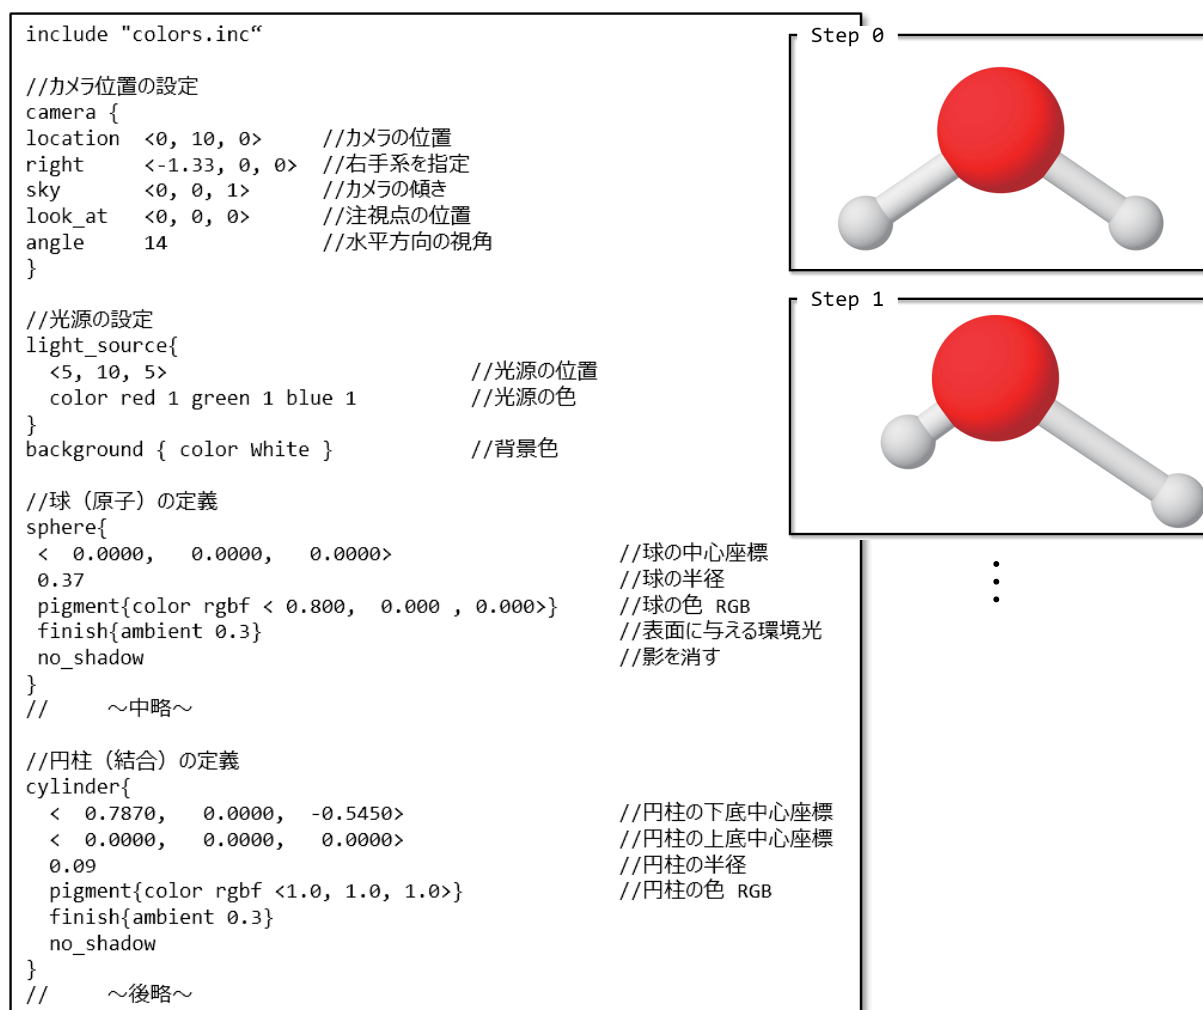 include "colors.inc“
//カメラ位置の設定
camera {
location  <0, 10, 0>     //カメラの位置
right     <-1.33, 0, 0>  //右手系を指定
sky       <0, 0, 1>      //カメラの傾き
look_at   <0, 0, 0>      //注視点の位置
angle     14             //水平方向の視角
}
//光源の設定
light_source{
  <5, 10, 5>                          //光源の位置
  color red 1 green 1 blue 1          //光源の色
}
background { color White }            //背景色
//球（原子）の定義
sphere{
 <  0.0000,   0.0000,   0.0000>                    //球の中心座標
 0.37                                              //球の半径
 pigment{color rgbf < 0.800,  0.000 , 0.000>}      //球の色 RGB
 finish{ambient 0.3}                               //表面に与える環境光
 no_shadow                                         //影を消す
}
//     ～中略～
//円柱（結合）の定義
cylinder{
  <  0.7870,   0.0000,  -0.5450>                   //円柱の下底中心座標
  <  0.0000,   0.0000,   0.0000>                   //円柱の上底中心座標
  0.09                                             //円柱の半径
  pigment{color rgbf <1.0, 1.0, 1.0>}              //円柱の色 RGB
  finish{ambient 0.3}
  no_shadow
}
//     ～後略～
Step 0
Step 1